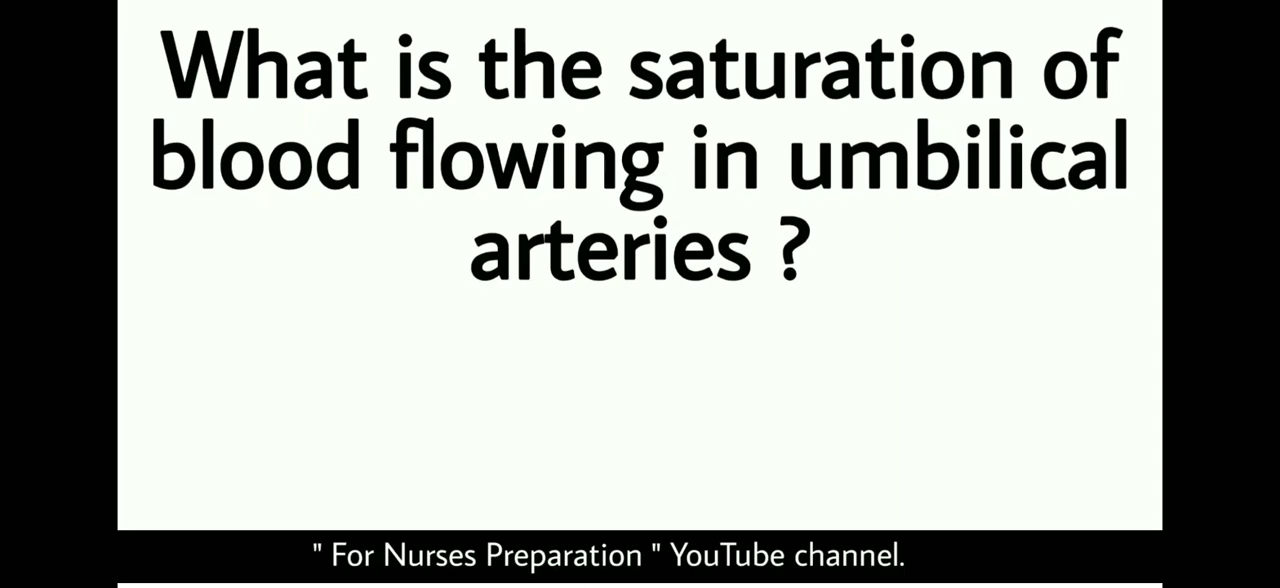 What is the saturation of
blood flowing in umbilical
arteries ?
" For Nurses Preparation " YouTube channel.